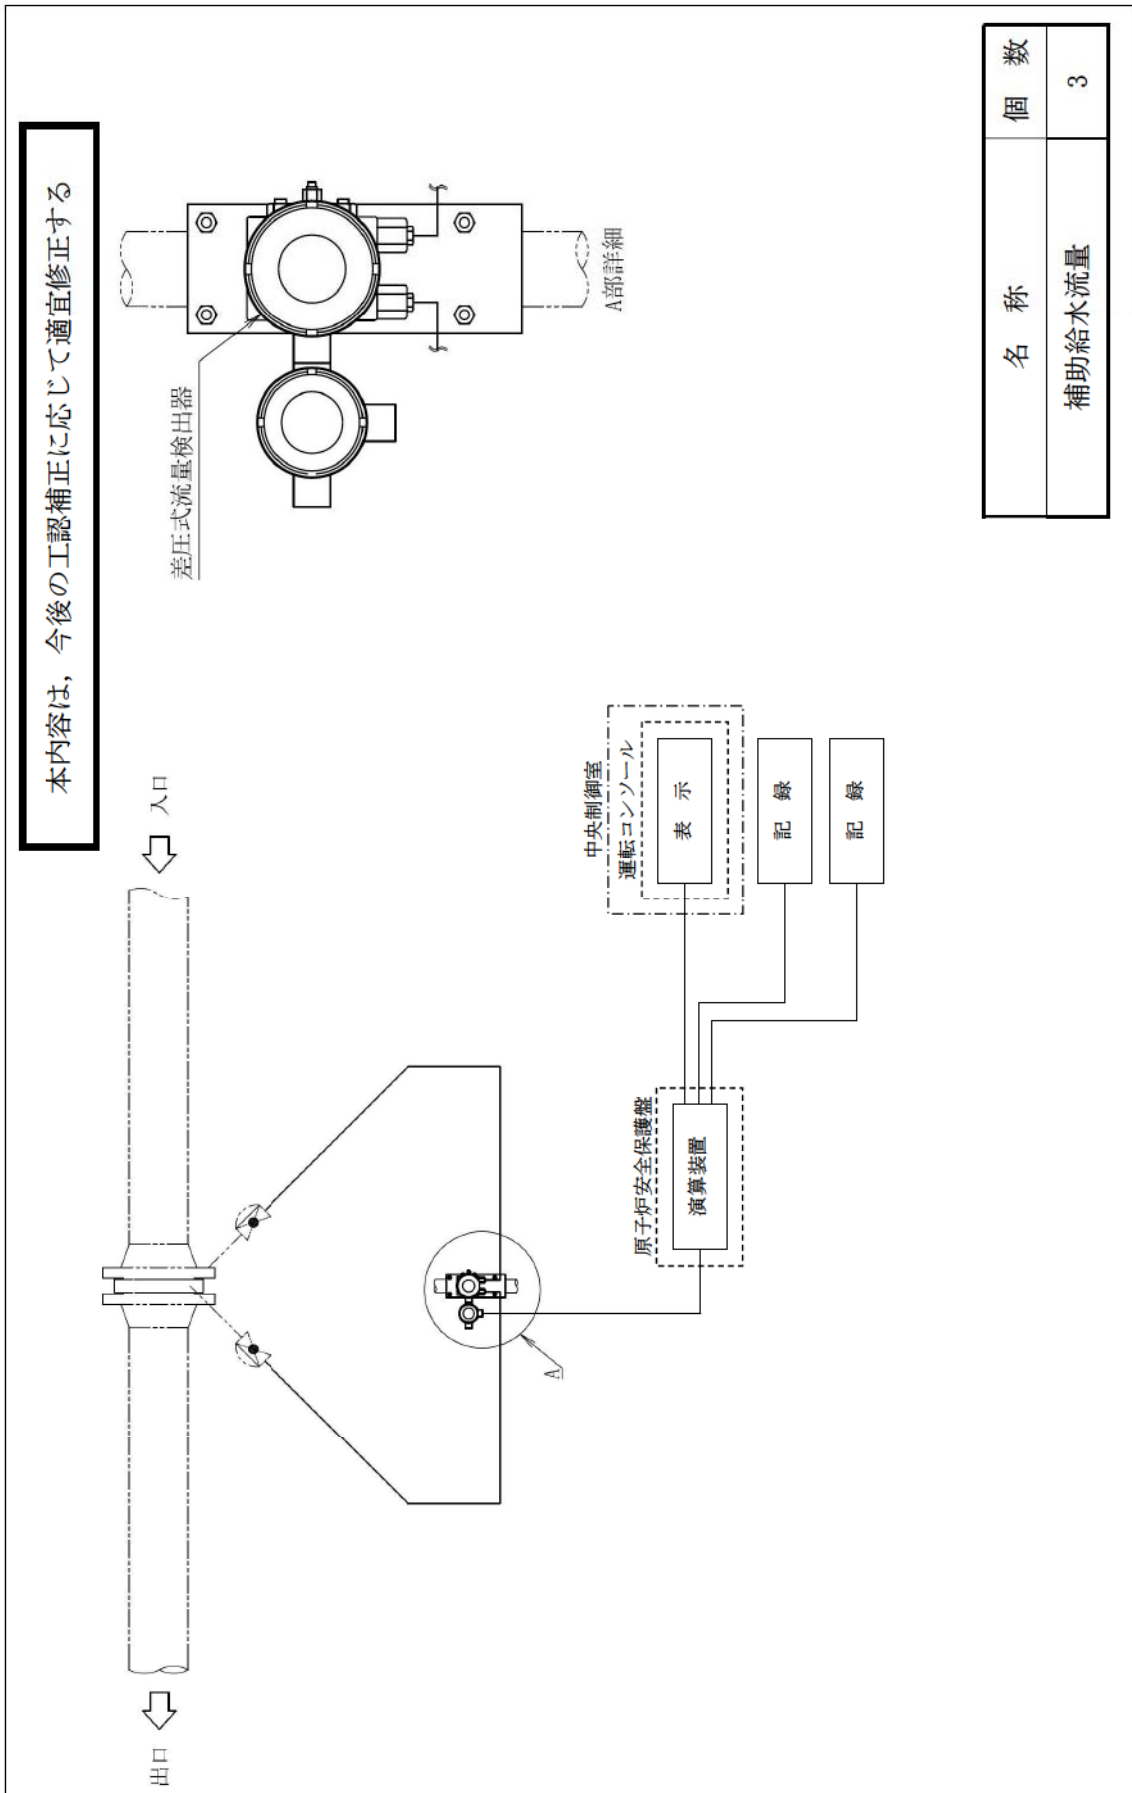 本内容は，今後の工認補正に応じて適宜修正する
出口
入口
A
差圧式流量検出器
A部詳細
原子炉安全保護盤
演算装置
中央制御室
運転コンソール
表 示
記 録
記 録
名 称 個 数
補助給水流量 3